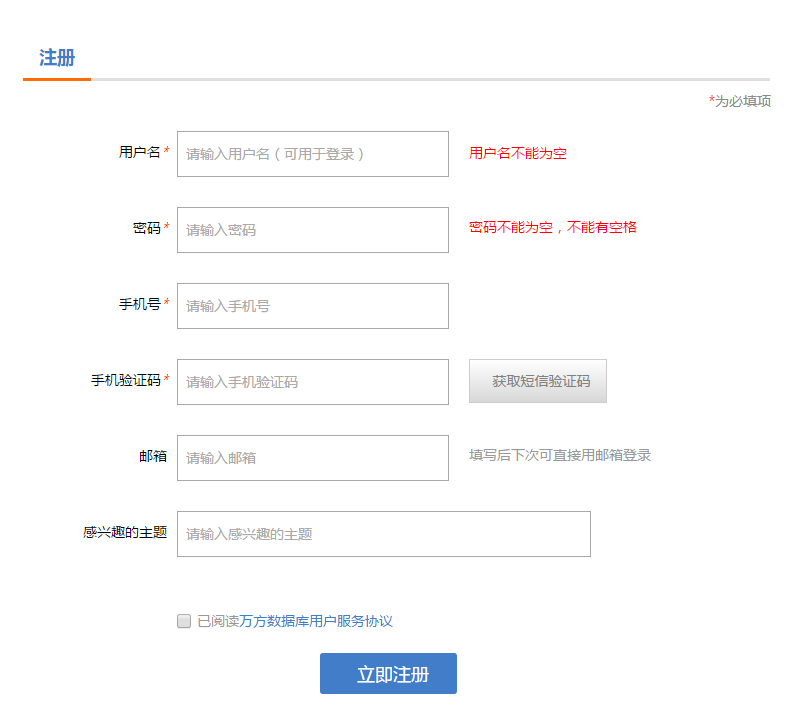 注册
*为必填项
用户名* 请输入用户名（可用于登录） 用户名不能为空
密码* 请输入密码 密码不能为空，不能有空格
手机号* 请输入手机号
手机验证码* 请输入手机验证码 获取短信验证码
邮箱 请输入邮箱 填写后下次可直接用邮箱登录
感兴趣的主题 请输入感兴趣的主题
已阅读万方数据库用户服务协议
立即注册